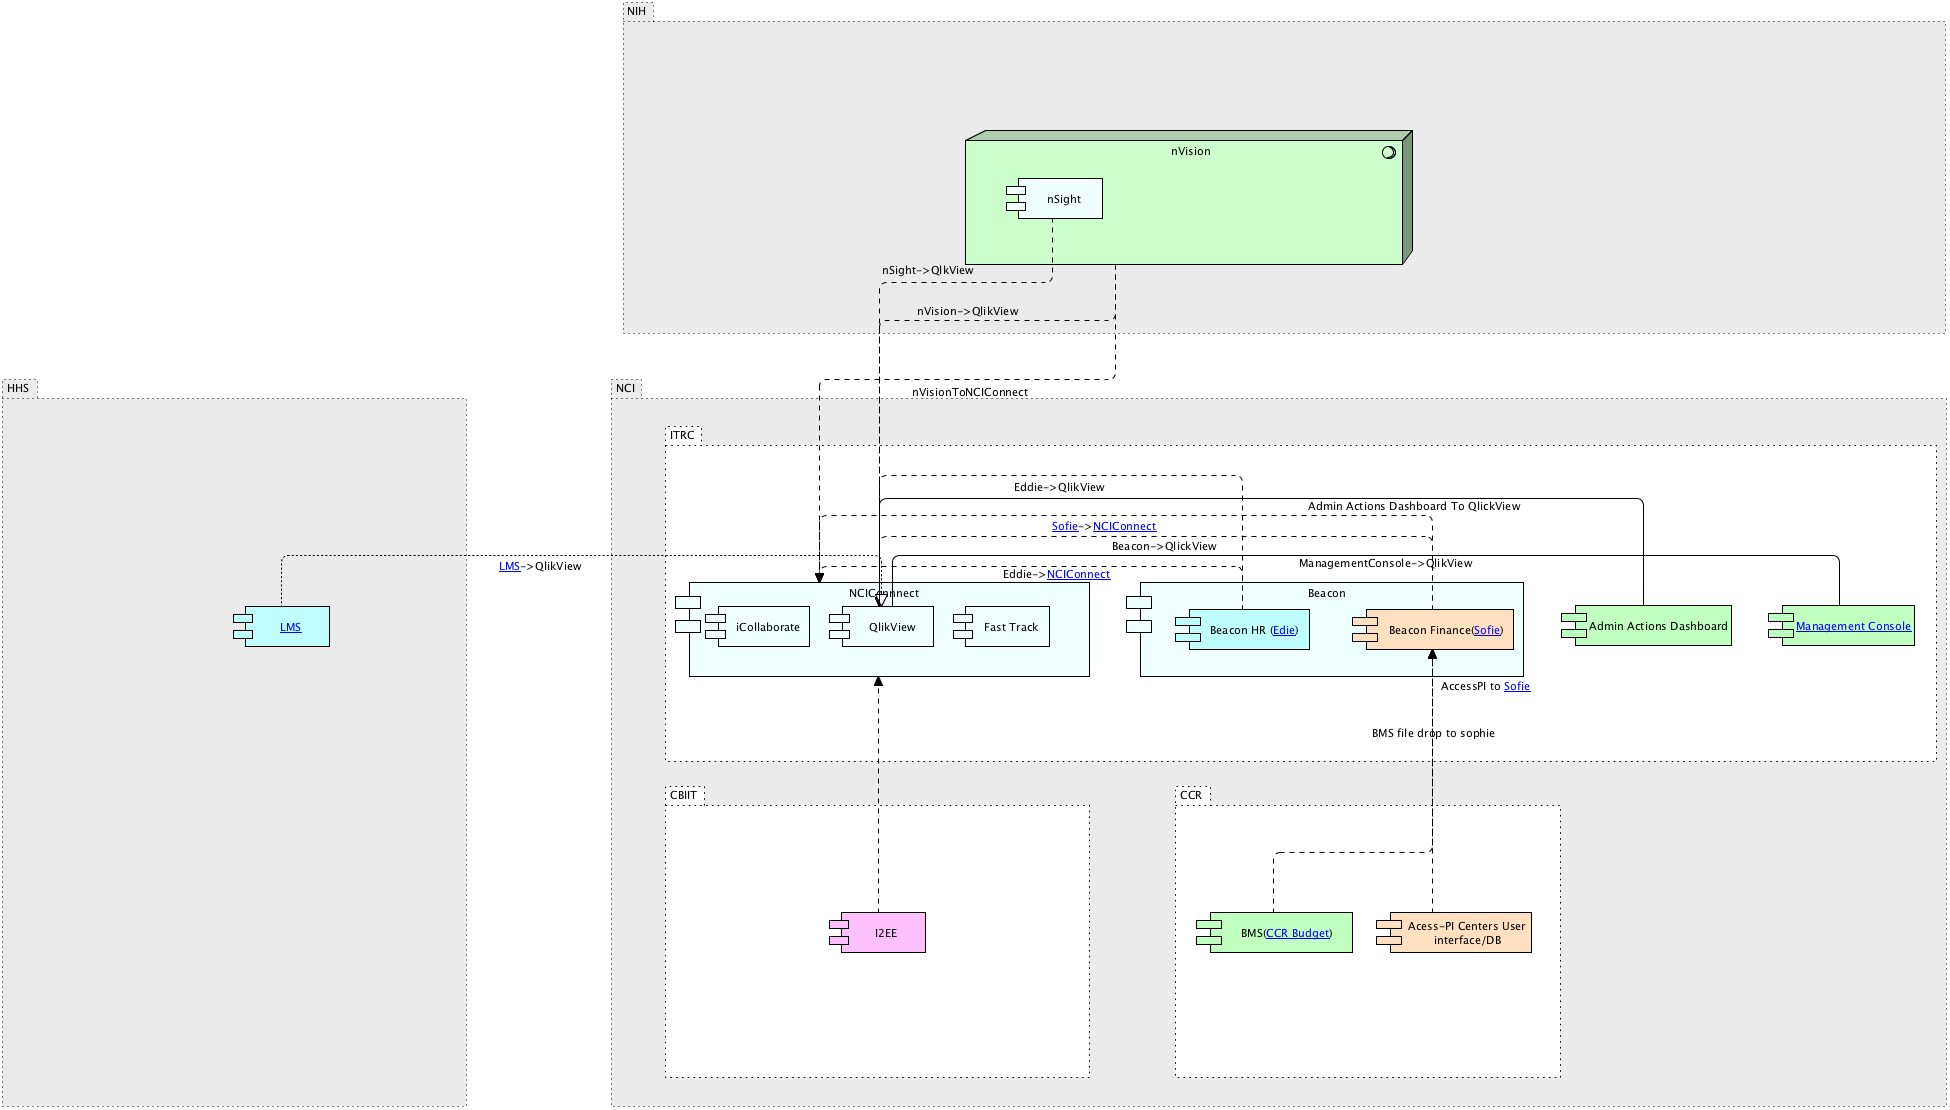 NIH
nVision
nSight
nSight->QlkView
nVision->QlikView
HHS
NCI
nVisionToNCIConnect
ITRC
Eddie->QlikView
Admin Actions Dashboard To QlickView
Sofie->NCIConnect
Beacon->QlickView
LMS->QlikView
ManagementConsole->QlikView
Eddie->NCIConnect
NCIConnect
Beacon
LMS
iCollaborate
QlikView
Fast Track
Beacon HR (Edie)
Beacon Finance(Sofie)
Admin Actions Dashboard
Management Console
AccessPI to Sofie
BMS file drop to sophie
CBIIT
CCR
I2EE
BMS(CCR Budget)
Acess-PI Centers User
interface/DB